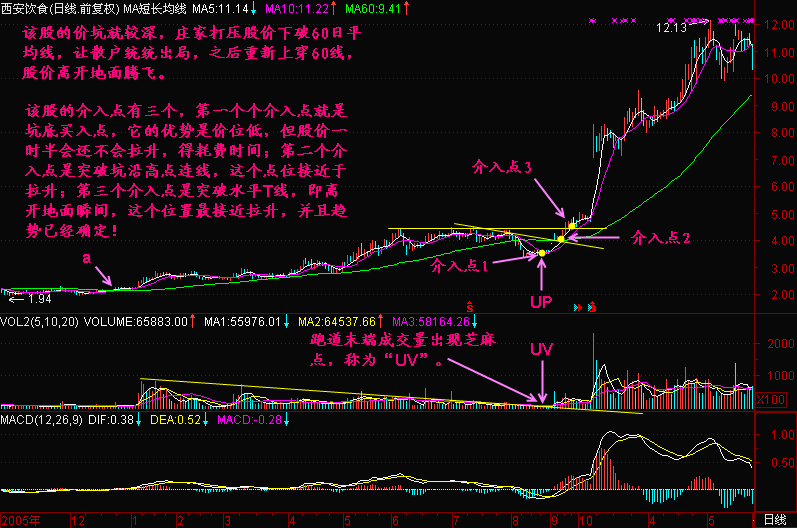 西安饮食(日线.前复权) MA短长均线 MA5:11.14↓ MA10:11.22↑ MA60:9.41↑
该股的价坑就较深，庄家打压股价下破60日平
均线，让散户统统出局，之后重新上穿60线，
股价离开地面腾飞。
该股的介入点有三个，第一个个介入点就是
坑底买入点，它的优势是价位低，但股价一
时半会还不会拉升，得耗费时间；第二个介
入点是突破坑沿高点连线，这个点位接近于
拉升；第三个介入点是突破水平T线，即离
开地面瞬间，这个位置最接近拉升，并且趋
势已经确定！
12.13
12.00
11.00
10.00
9.00
8.00
7.00
6.00
5.00
4.00
3.00
2.00
介入点3
介入点2
介入点1
a
1.94
UP
S
S
VOL2(5,10,20) VOLUME:65883.00↑ MA1:55976.01↓ MA2:64537.66↑ MA3:58164.26↓
跑道末端成交量出现芝麻
点，称为“UV”。
UV
2000
1000
X100
MACD(12,26,9) DIF:0.38↓ DEA:0.52↓ MACD:-0.28↓
1.00
0.50
2005年 12 1 2 3 4 5 6 7 8 9 10 4 5 日线